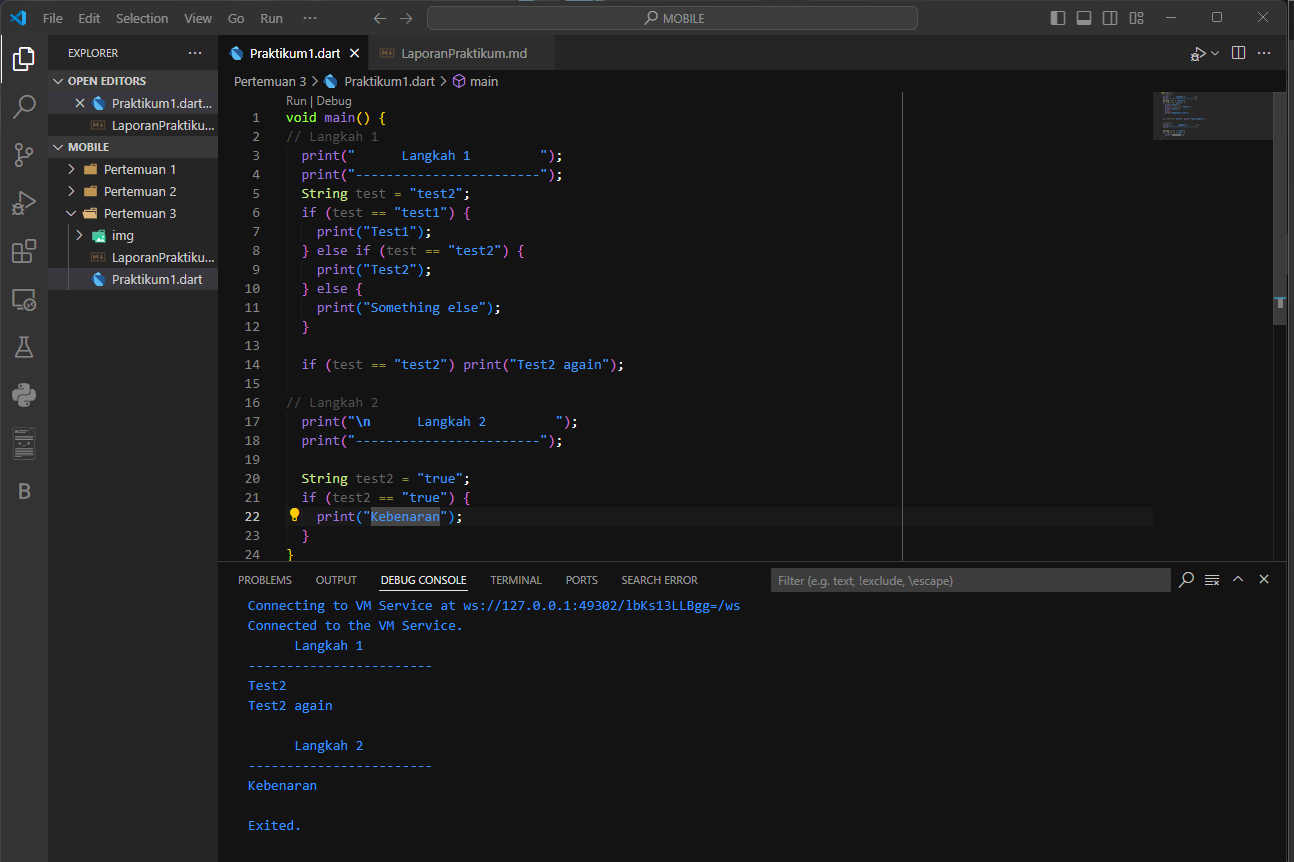 File Edit Selection View Go Run ··· MOBILE
EXPLORER ···
OPEN EDITORS
Praktikum1.dart...
LaporanPraktiku...
MOBILE
Pertemuan 1
Pertemuan 2
Pertemuan 3
img
LaporanPraktiku...
Praktikum1.dart
B
Praktikum1.dart LaporanPraktikum.md
Pertemuan 3 > Praktikum1.dart > main
Run | Debug
1 void main() {
2 // Langkah 1
3   print("      Langkah 1         ");
4   print("------------------------");
5   String test = "test2";
6   if (test == "test1") {
7     print("Test1");
8   } else if (test == "test2") {
9     print("Test2");
10   } else {
11     print("Something else");
12   }
13
14   if (test == "test2") print("Test2 again");
15
16 // Langkah 2
17   print("\n      Langkah 2         ");
18   print("------------------------");
19
20   String test2 = "true";
21   if (test2 == "true") {
22     print("Kebenaran");
23   }
24 }
PROBLEMS OUTPUT DEBUG CONSOLE TERMINAL PORTS SEARCH ERROR Filter (e.g. text, !exclude, \escape)
Connecting to VM Service at ws://127.0.0.1:49302/lbKs13LLBgg=/ws
Connected to the VM Service.
      Langkah 1
------------------------
Test2
Test2 again
      Langkah 2
------------------------
Kebenaran
Exited.